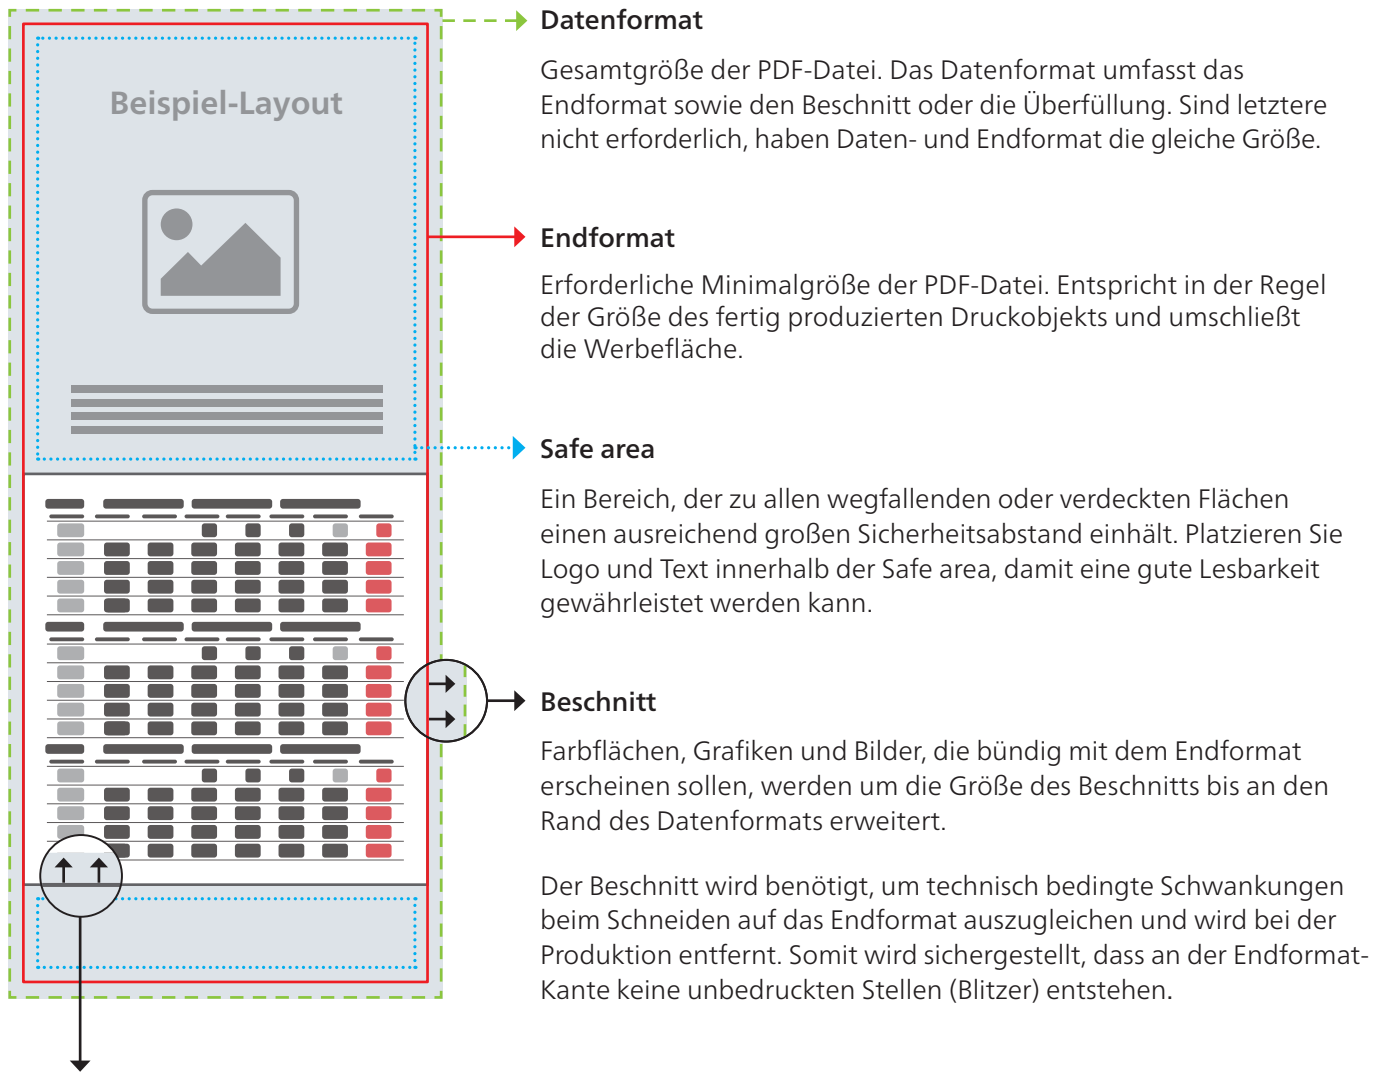 Beispiel-Layout
Datenformat
Gesamtgröße der PDF-Datei. Das Datenformat umfasst das
Endformat sowie den Beschnitt oder die Überfüllung. Sind letztere
nicht erforderlich, haben Daten- und Endformat die gleiche Größe.
Endformat
Erforderliche Minimalgröße der PDF-Datei. Entspricht in der Regel
der Größe des fertig produzierten Druckobjekts und umschließt
die Werbefläche.
Safe area
Ein Bereich, der zu allen wegfallenden oder verdeckten Flächen
einen ausreichend großen Sicherheitsabstand einhält. Platzieren Sie
Logo und Text innerhalb der Safe area, damit eine gute Lesbarkeit
gewährleistet werden kann.
Beschnitt
Farbflächen, Grafiken und Bilder, die bündig mit dem Endformat
erscheinen sollen, werden um die Größe des Beschnitts bis an den
Rand des Datenformats erweitert.
Der Beschnitt wird benötigt, um technisch bedingte Schwankungen
beim Schneiden auf das Endformat auszugleichen und wird bei der
Produktion entfernt. Somit wird sichergestellt, dass an der Endformat-
Kante keine unbedruckten Stellen (Blitzer) entstehen.